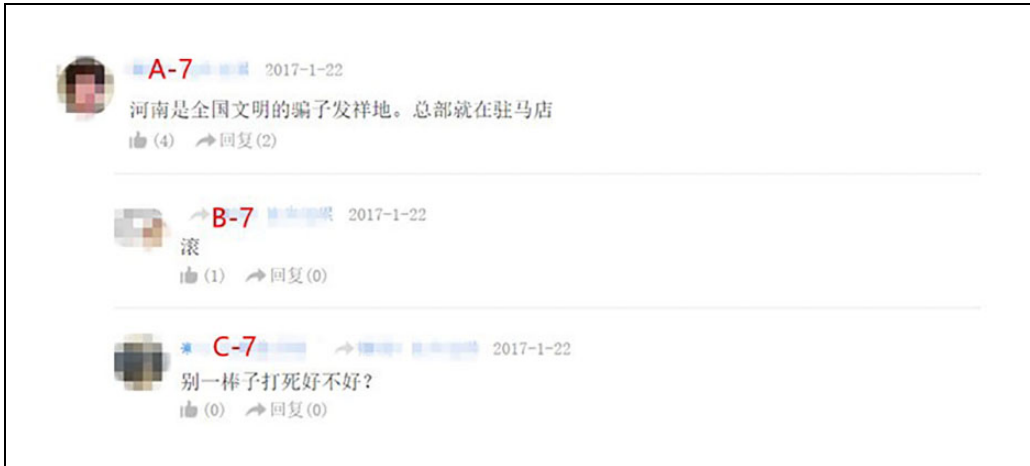 A-7 2017-1-22
河南是全国文明的骗子发祥地。总部就在驻马店
(4) 回复(2)
B-7 2017-1-22
滚
(1) 回复(0)
C-7 2017-1-22
别一棒子打死好不好?
(0) 回复(0)